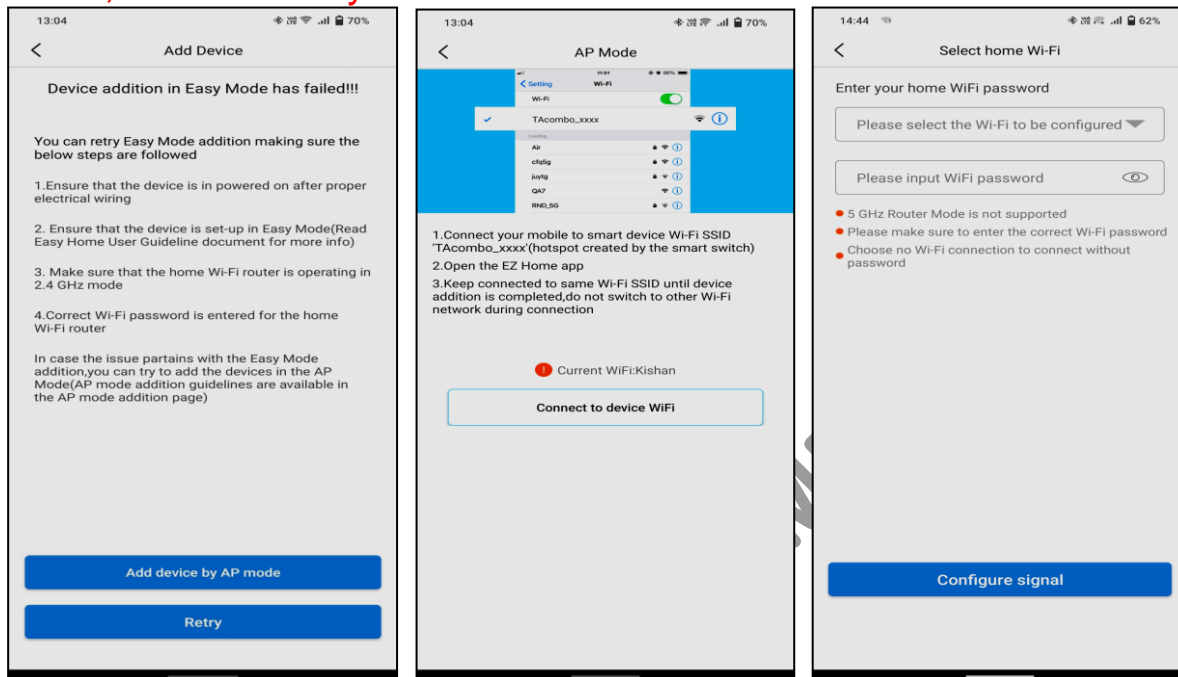 13:04 70%
Add Device
Device addition in Easy Mode has failed!!!
You can retry Easy Mode addition making sure the
below steps are followed
1.Ensure that the device is in powered on after proper
electrical wiring
2. Ensure that the device is set-up in Easy Mode(Read
Easy Home User Guideline document for more info)
3. Make sure that the home Wi-Fi router is operating in
2.4 GHz mode
4.Correct Wi-Fi password is entered for the home
Wi-Fi router
In case the issue partains with the Easy Mode
addition,you can try to add the devices in the AP
Mode(AP mode addition guidelines are available in
the AP mode addition page)
Add device by AP mode
Retry
13:04 70%
AP Mode
Setting Wi-Fi
Wi-Fi
TAcombo_xxxx
Loading...
Air
cfq5g
juytg
QA7
RND_5G
1.Connect your mobile to smart device Wi-Fi SSID
'TAcombo_xxxx'(hotspot created by the smart switch)
2.Open the EZ Home app
3.Keep connected to same Wi-Fi SSID until device
addition is completed,do not switch to other Wi-Fi
network during connection
Current WiFi:Kishan
Connect to device WiFi
14:44 62%
Select home Wi-Fi
Enter your home WiFi password
Please select the Wi-Fi to be configured
Please input WiFi password
5 GHz Router Mode is not supported
Please make sure to enter the correct Wi-Fi password
Choose no Wi-Fi connection to connect without
password
Configure signal